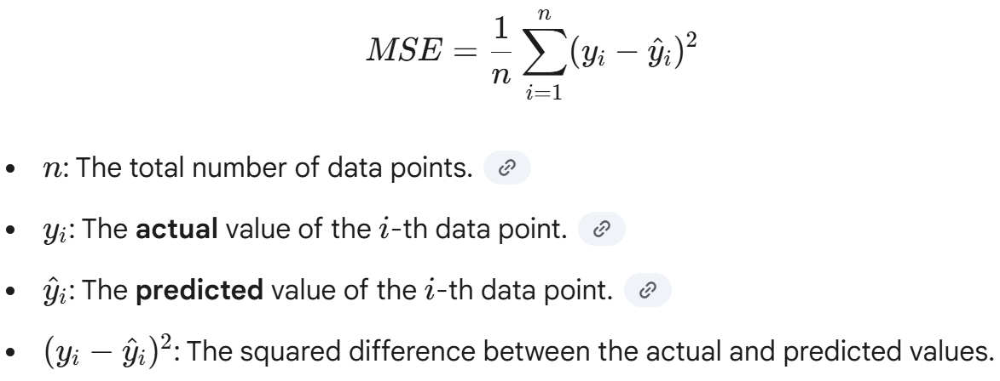 MSE = \frac{1}{n} \sum_{i=1}^{n} (y_i - \hat{y}_i)^2
• n: The total number of data points.
• y_i: The actual value of the i-th data point.
• \hat{y}_i: The predicted value of the i-th data point.
• (y_i - \hat{y}_i)^2: The squared difference between the actual and predicted values.